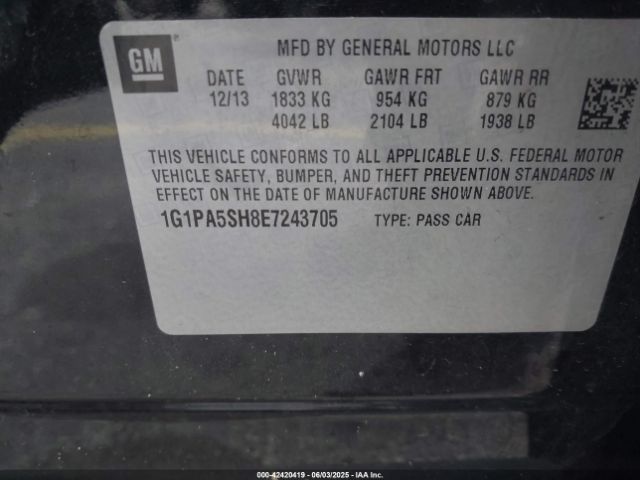 GM
MFD BY GENERAL MOTORS LLC
DATE GVWR GAWR FRT GAWR RR
12/13 1833 KG 954 KG 879 KG
4042 LB 2104 LB 1938 LB
THIS VEHICLE CONFORMS TO ALL APPLICABLE U.S. FEDERAL MOTOR
VEHICLE SAFETY, BUMPER, AND THEFT PREVENTION STANDARDS IN
EFFECT ON THE DATE OF MANUFACTURE SHOWN ABOVE.
1G1PA5SH8E7243705 TYPE: PASS CAR
000-42420419 - 06/03/2025 - IAA Inc.